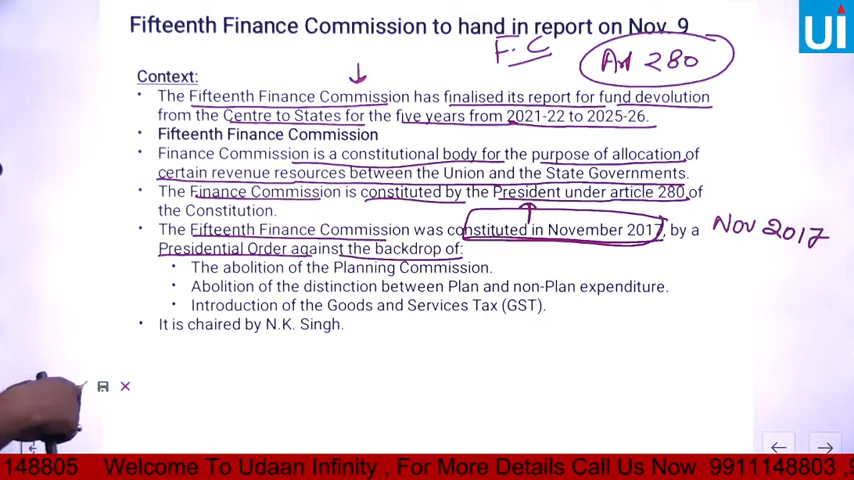 Fifteenth Finance Commission to hand in report on Nov. 9
F.C
Art 280
UI
Context:
• The Fifteenth Finance Commission has finalised its report for fund devolution
from the Centre to States for the five years from 2021-22 to 2025-26.
• Fifteenth Finance Commission
• Finance Commission is a constitutional body for the purpose of allocation of
certain revenue resources between the Union and the State Governments.
• The Finance Commission is constituted by the President under article 280 of
the Constitution.
• The Fifteenth Finance Commission was constituted in November 2017, by a
Nov 2017
Presidential Order against the backdrop of:
• The abolition of the Planning Commission.
• Abolition of the distinction between Plan and non-Plan expenditure.
• Introduction of the Goods and Services Tax (GST).
• It is chaired by N.K. Singh.
148805 Welcome To Udaan Infinity , For More Details Call Us Now 9911148803 ,9